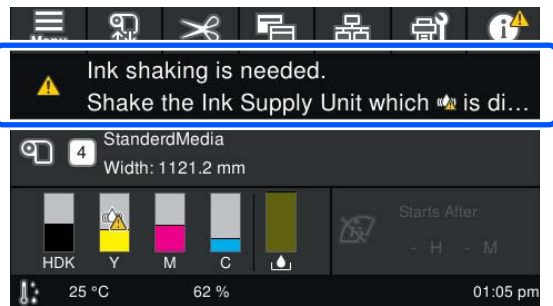 Menu
Ink shaking is needed.
Shake the Ink Supply Unit which is di...
4
StanderdMedia
Width: 1121.2 mm
Starts After
- H - M
HDK Y M C
25 °C 62 % 01:05 pm